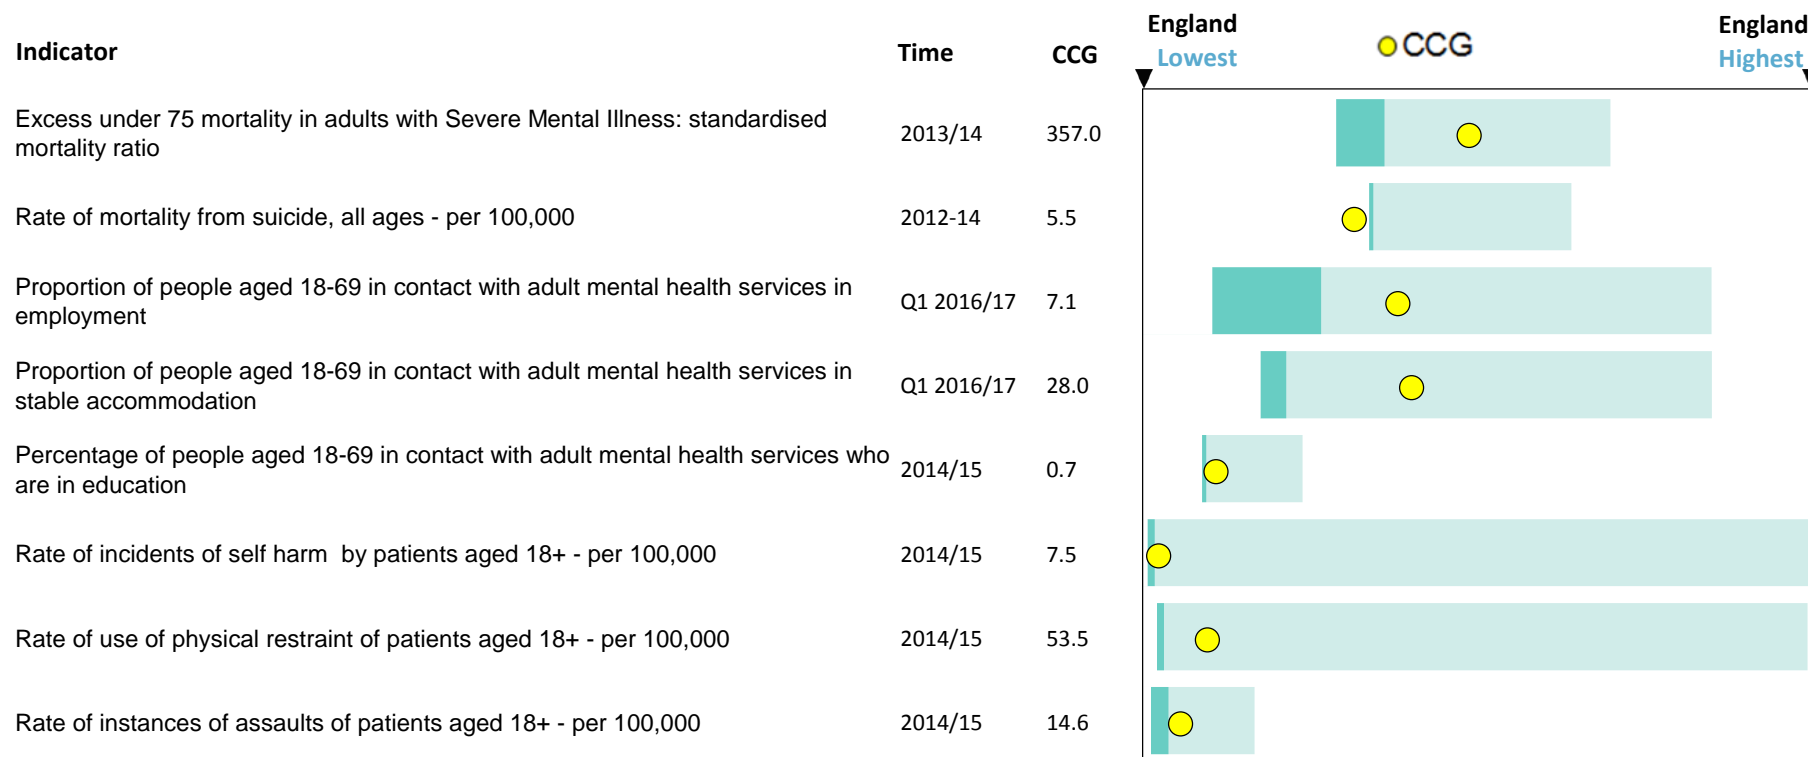 England England
Indicator Time CCG Lowest CCG Highest
Excess under 75 mortality in adults with Severe Mental Illness: standardised
mortality ratio 2013/14 357.0
Rate of mortality from suicide, all ages - per 100,000 2012-14 5.5
Proportion of people aged 18-69 in contact with adult mental health services in
employment Q1 2016/17 7.1
Proportion of people aged 18-69 in contact with adult mental health services in
stable accommodation Q1 2016/17 28.0
Percentage of people aged 18-69 in contact with adult mental health services who
are in education 2014/15 0.7
Rate of incidents of self harm  by patients aged 18+ - per 100,000 2014/15 7.5
Rate of use of physical restraint of patients aged 18+ - per 100,000 2014/15 53.5
Rate of instances of assaults of patients aged 18+ - per 100,000 2014/15 14.6